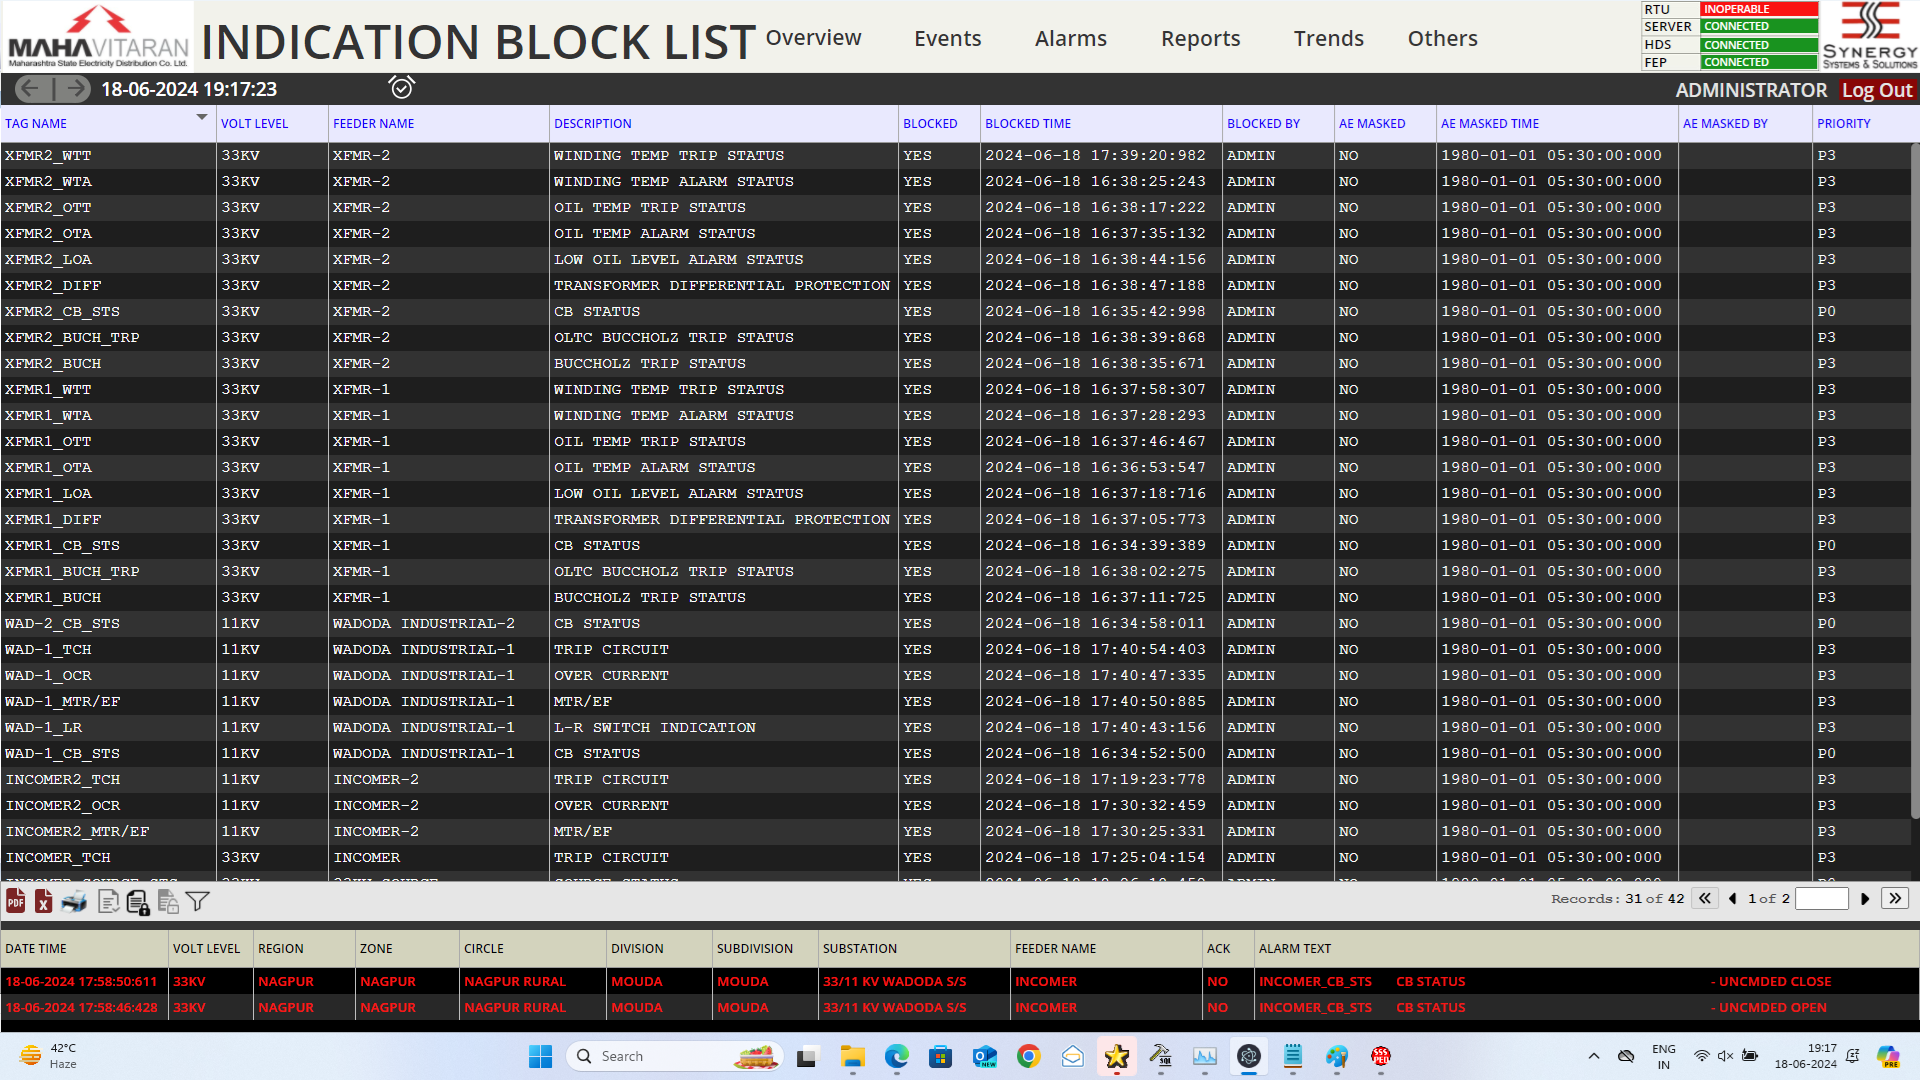 MAHAVITARAN
Maharashtra State Electricity Distribution Co. Ltd.
INDICATION BLOCK LIST
Overview Events Alarms Reports Trends Others
RTU INOPERABLE
SERVER CONNECTED
HDS CONNECTED
FEP CONNECTED
SYNERGY
SYSTEMS & SOLUTIONS
18-06-2024 19:17:23
ADMINISTRATOR Log Out
TAG NAME VOLT LEVEL FEEDER NAME DESCRIPTION BLOCKED BLOCKED TIME BLOCKED BY AE MASKED AE MASKED TIME AE MASKED BY PRIORITY
XFMR2_WTT 33KV XFMR-2 WINDING TEMP TRIP STATUS YES 2024-06-18 17:39:20:982 ADMIN NO 1980-01-01 05:30:00:000 P3
XFMR2_WTA 33KV XFMR-2 WINDING TEMP ALARM STATUS YES 2024-06-18 16:38:25:243 ADMIN NO 1980-01-01 05:30:00:000 P3
XFMR2_OTT 33KV XFMR-2 OIL TEMP TRIP STATUS YES 2024-06-18 16:38:17:222 ADMIN NO 1980-01-01 05:30:00:000 P3
XFMR2_OTA 33KV XFMR-2 OIL TEMP ALARM STATUS YES 2024-06-18 16:37:35:132 ADMIN NO 1980-01-01 05:30:00:000 P3
XFMR2_LOA 33KV XFMR-2 LOW OIL LEVEL ALARM STATUS YES 2024-06-18 16:38:44:156 ADMIN NO 1980-01-01 05:30:00:000 P3
XFMR2_DIFF 33KV XFMR-2 TRANSFORMER DIFFERENTIAL PROTECTION YES 2024-06-18 16:38:47:188 ADMIN NO 1980-01-01 05:30:00:000 P3
XFMR2_CB_STS 33KV XFMR-2 CB STATUS YES 2024-06-18 16:35:42:998 ADMIN NO 1980-01-01 05:30:00:000 P0
XFMR2_BUCH_TRP 33KV XFMR-2 OLTC BUCCHOLZ TRIP STATUS YES 2024-06-18 16:38:39:868 ADMIN NO 1980-01-01 05:30:00:000 P3
XFMR2_BUCH 33KV XFMR-2 BUCCHOLZ TRIP STATUS YES 2024-06-18 16:38:35:671 ADMIN NO 1980-01-01 05:30:00:000 P3
XFMR1_WTT 33KV XFMR-1 WINDING TEMP TRIP STATUS YES 2024-06-18 16:37:58:307 ADMIN NO 1980-01-01 05:30:00:000 P3
XFMR1_WTA 33KV XFMR-1 WINDING TEMP ALARM STATUS YES 2024-06-18 16:37:28:293 ADMIN NO 1980-01-01 05:30:00:000 P3
XFMR1_OTT 33KV XFMR-1 OIL TEMP TRIP STATUS YES 2024-06-18 16:37:46:467 ADMIN NO 1980-01-01 05:30:00:000 P3
XFMR1_OTA 33KV XFMR-1 OIL TEMP ALARM STATUS YES 2024-06-18 16:36:53:547 ADMIN NO 1980-01-01 05:30:00:000 P3
XFMR1_LOA 33KV XFMR-1 LOW OIL LEVEL ALARM STATUS YES 2024-06-18 16:37:18:716 ADMIN NO 1980-01-01 05:30:00:000 P3
XFMR1_DIFF 33KV XFMR-1 TRANSFORMER DIFFERENTIAL PROTECTION YES 2024-06-18 16:37:05:773 ADMIN NO 1980-01-01 05:30:00:000 P3
XFMR1_CB_STS 33KV XFMR-1 CB STATUS YES 2024-06-18 16:34:39:389 ADMIN NO 1980-01-01 05:30:00:000 P0
XFMR1_BUCH_TRP 33KV XFMR-1 OLTC BUCCHOLZ TRIP STATUS YES 2024-06-18 16:38:02:275 ADMIN NO 1980-01-01 05:30:00:000 P3
XFMR1_BUCH 33KV XFMR-1 BUCCHOLZ TRIP STATUS YES 2024-06-18 16:37:11:725 ADMIN NO 1980-01-01 05:30:00:000 P3
WAD-2_CB_STS 11KV WADODA INDUSTRIAL-2 CB STATUS YES 2024-06-18 16:34:58:011 ADMIN NO 1980-01-01 05:30:00:000 P0
WAD-1_TCH 11KV WADODA INDUSTRIAL-1 TRIP CIRCUIT YES 2024-06-18 17:40:54:403 ADMIN NO 1980-01-01 05:30:00:000 P3
WAD-1_OCR 11KV WADODA INDUSTRIAL-1 OVER CURRENT YES 2024-06-18 17:40:47:335 ADMIN NO 1980-01-01 05:30:00:000 P3
WAD-1_MTR/EF 11KV WADODA INDUSTRIAL-1 MTR/EF YES 2024-06-18 17:40:50:885 ADMIN NO 1980-01-01 05:30:00:000 P3
WAD-1_LR 11KV WADODA INDUSTRIAL-1 L-R SWITCH INDICATION YES 2024-06-18 17:40:43:156 ADMIN NO 1980-01-01 05:30:00:000 P3
WAD-1_CB_STS 11KV WADODA INDUSTRIAL-1 CB STATUS YES 2024-06-18 16:34:52:500 ADMIN NO 1980-01-01 05:30:00:000 P0
INCOMER2_TCH 11KV INCOMER-2 TRIP CIRCUIT YES 2024-06-18 17:19:23:778 ADMIN NO 1980-01-01 05:30:00:000 P3
INCOMER2_OCR 11KV INCOMER-2 OVER CURRENT YES 2024-06-18 17:30:32:459 ADMIN NO 1980-01-01 05:30:00:000 P3
INCOMER2_MTR/EF 11KV INCOMER-2 MTR/EF YES 2024-06-18 17:30:25:331 ADMIN NO 1980-01-01 05:30:00:000 P3
INCOMER_TCH 33KV INCOMER TRIP CIRCUIT YES 2024-06-18 17:25:04:154 ADMIN NO 1980-01-01 05:30:00:000 P3
Records: 31 of 42 1 of 2
DATE TIME VOLT LEVEL REGION ZONE CIRCLE DIVISION SUBDIVISION SUBSTATION FEEDER NAME ACK ALARM TEXT
18-06-2024 17:58:50:611 33KV NAGPUR NAGPUR NAGPUR RURAL MOUDA MOUDA 33/11 KV WADODA S/S INCOMER NO INCOMER_CB_STS CB STATUS - UNCMDED CLOSE
18-06-2024 17:58:46:428 33KV NAGPUR NAGPUR NAGPUR RURAL MOUDA MOUDA 33/11 KV WADODA S/S INCOMER NO INCOMER_CB_STS CB STATUS - UNCMDED OPEN
42°C
Haze
Search
ENG
IN
19:17
18-06-2024